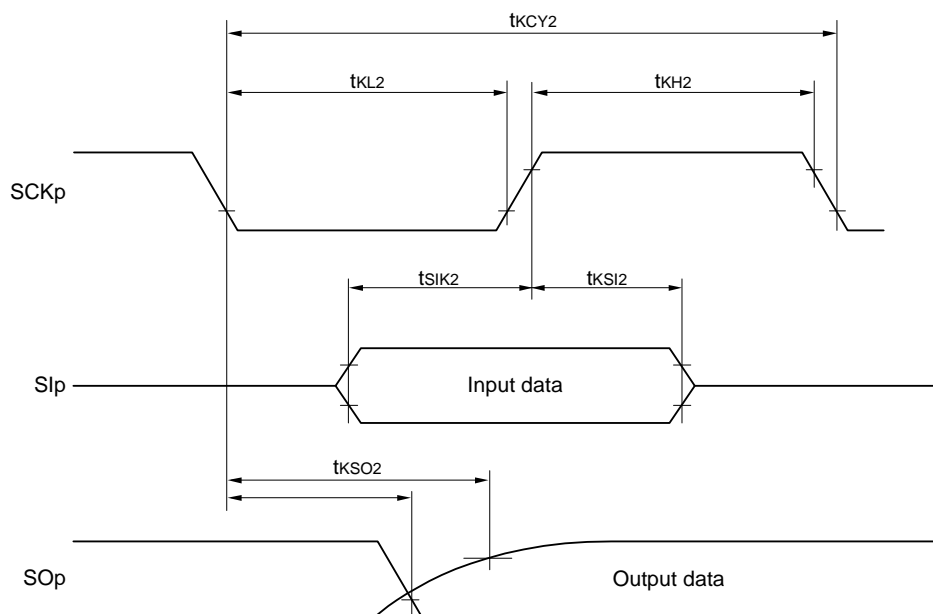 tKCY2
tKL2
tKH2
SCKp
tSIK2
tKSI2
SIp
Input data
tKSO2
SOp
Output data